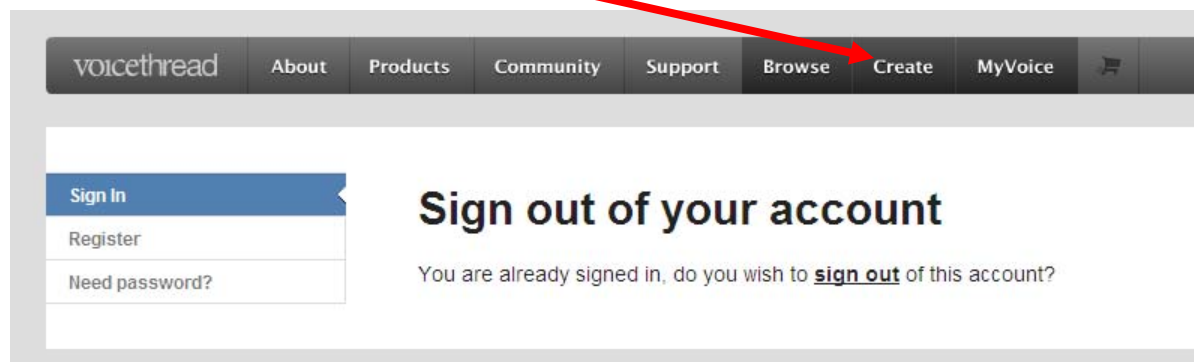 voicethread About Products Community Support Browse Create MyVoice
Sign In
Register
Need password?
Sign out of your account
You are already signed in, do you wish to sign out of this account?